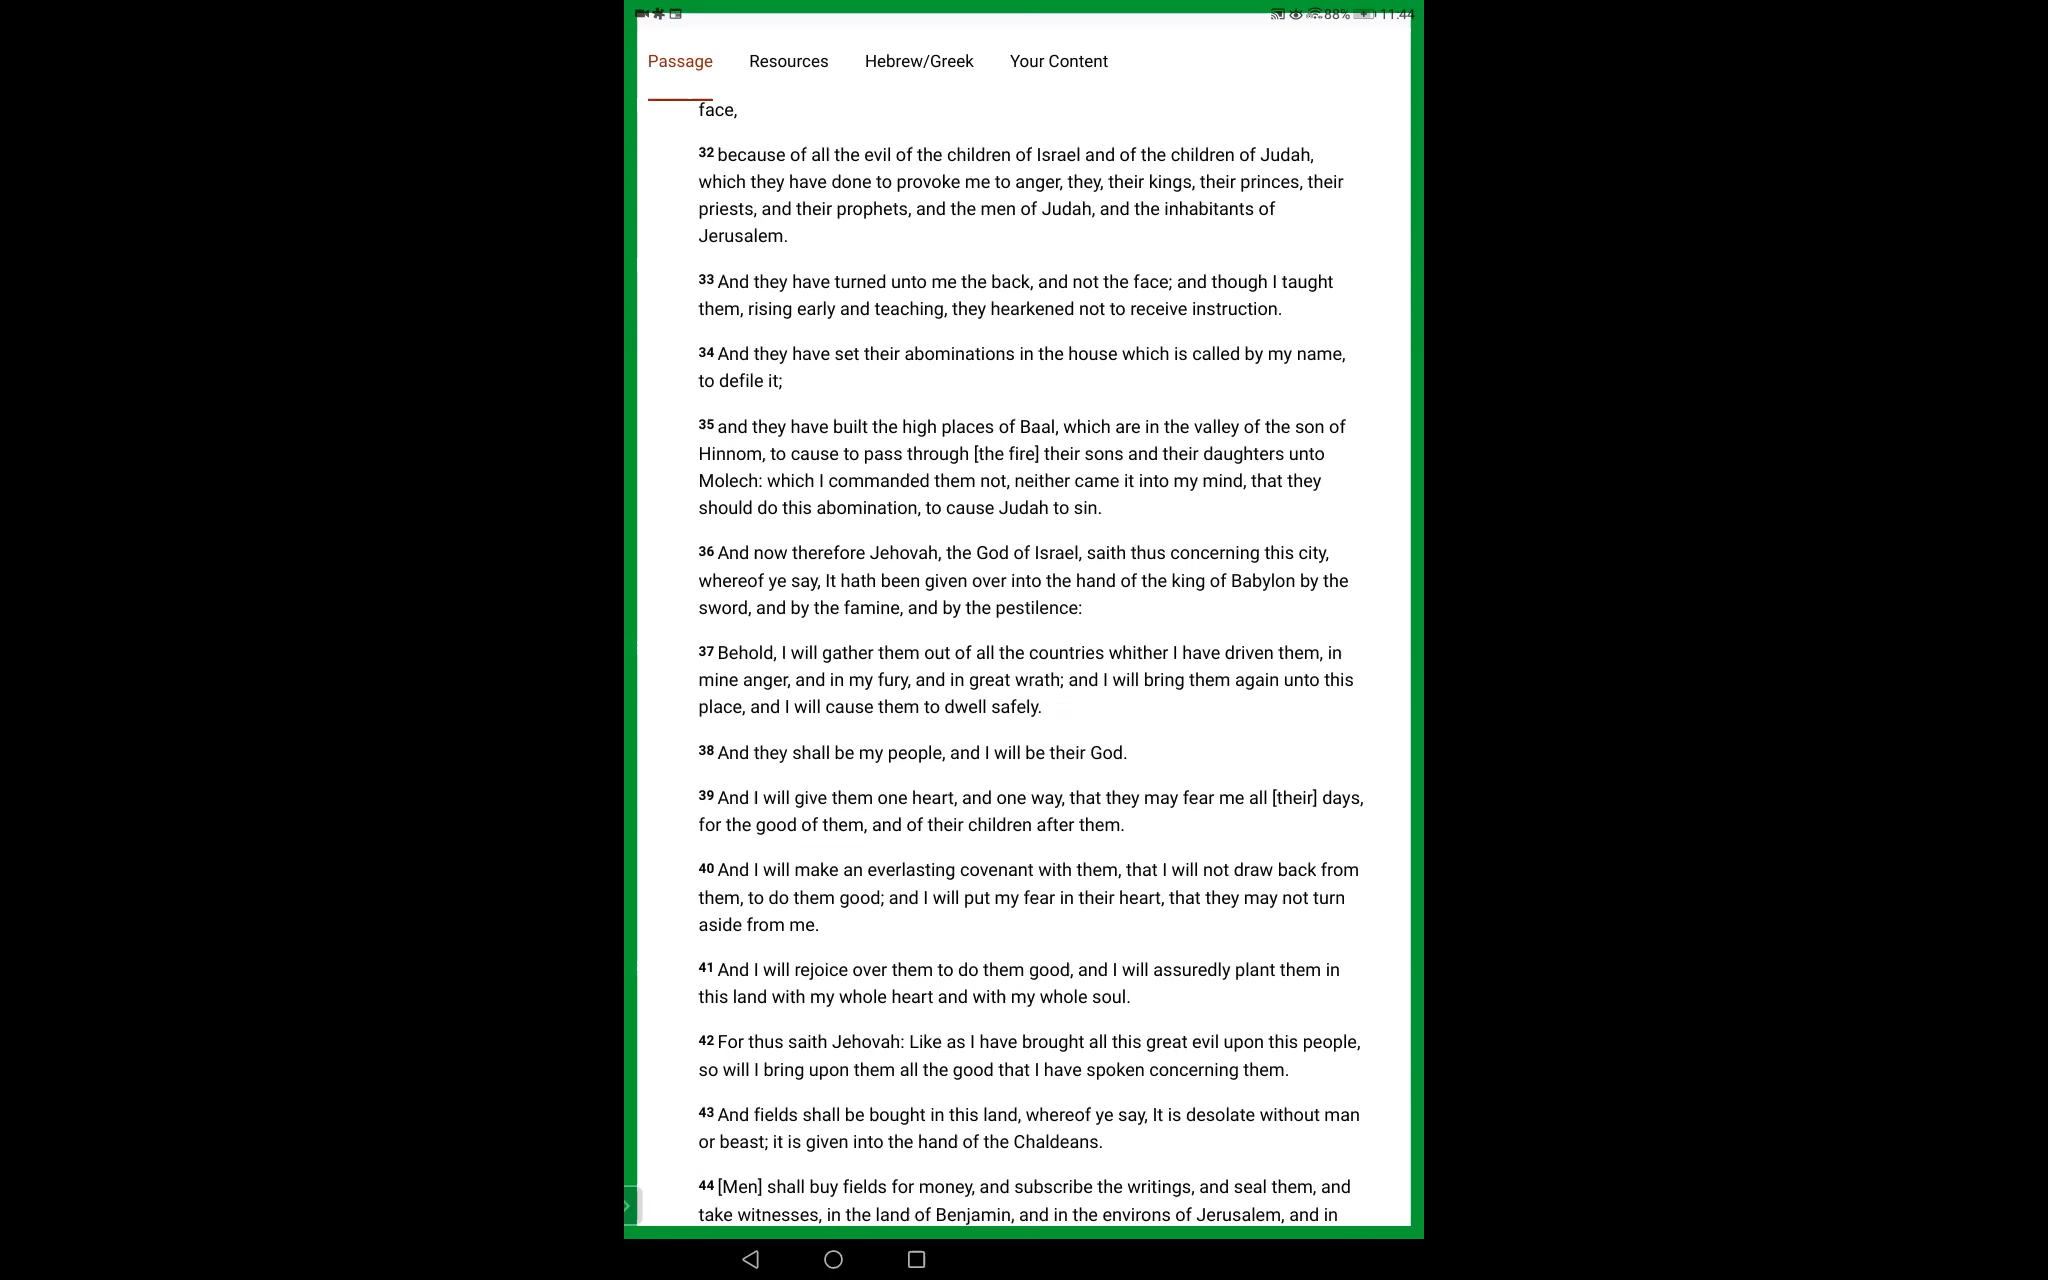 88% 11:44
Passage Resources Hebrew/Greek Your Content
face,
32 because of all the evil of the children of Israel and of the children of Judah,
which they have done to provoke me to anger, they, their kings, their princes, their
priests, and their prophets, and the men of Judah, and the inhabitants of
Jerusalem.
33 And they have turned unto me the back, and not the face; and though I taught
them, rising early and teaching, they hearkened not to receive instruction.
34 And they have set their abominations in the house which is called by my name,
to defile it;
35 and they have built the high places of Baal, which are in the valley of the son of
Hinnom, to cause to pass through [the fire] their sons and their daughters unto
Molech: which I commanded them not, neither came it into my mind, that they
should do this abomination, to cause Judah to sin.
36 And now therefore Jehovah, the God of Israel, saith thus concerning this city,
whereof ye say, It hath been given over into the hand of the king of Babylon by the
sword, and by the famine, and by the pestilence:
37 Behold, I will gather them out of all the countries whither I have driven them, in
mine anger, and in my fury, and in great wrath; and I will bring them again unto this
place, and I will cause them to dwell safely.
38 And they shall be my people, and I will be their God.
39 And I will give them one heart, and one way, that they may fear me all [their] days,
for the good of them, and of their children after them.
40 And I will make an everlasting covenant with them, that I will not draw back from
them, to do them good; and I will put my fear in their heart, that they may not turn
aside from me.
41 And I will rejoice over them to do them good, and I will assuredly plant them in
this land with my whole heart and with my whole soul.
42 For thus saith Jehovah: Like as I have brought all this great evil upon this people,
so will I bring upon them all the good that I have spoken concerning them.
43 And fields shall be bought in this land, whereof ye say, It is desolate without man
or beast; it is given into the hand of the Chaldeans.
44 [Men] shall buy fields for money, and subscribe the writings, and seal them, and
take witnesses, in the land of Benjamin, and in the environs of Jerusalem, and in